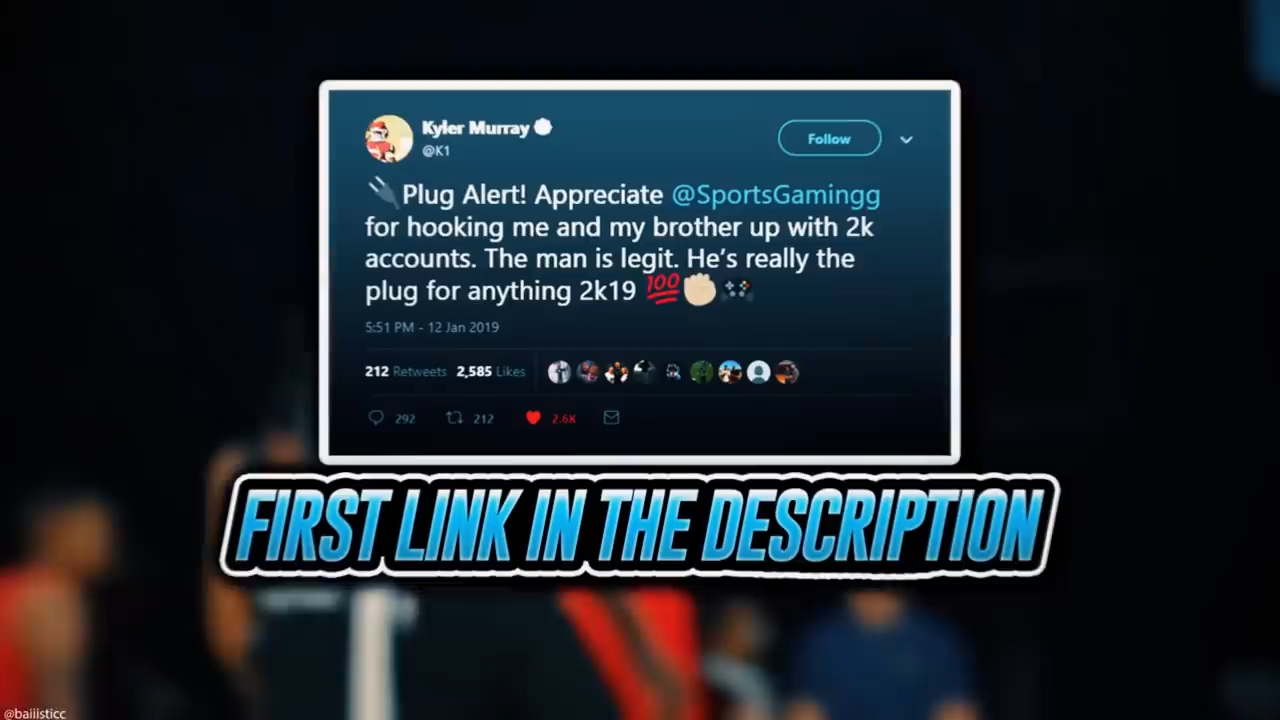 Kyler Murray
@K1
Follow
Plug Alert! Appreciate @SportsGamingg
for hooking me and my brother up with 2k
accounts. The man is legit. He's really the
plug for anything 2k19 💯✊🏻🎮
5:51 PM - 12 Jan 2019
212 Retweets 2,585 Likes
292 212 2.6K
FIRST LINK IN THE DESCRIPTION
@baiiisticc